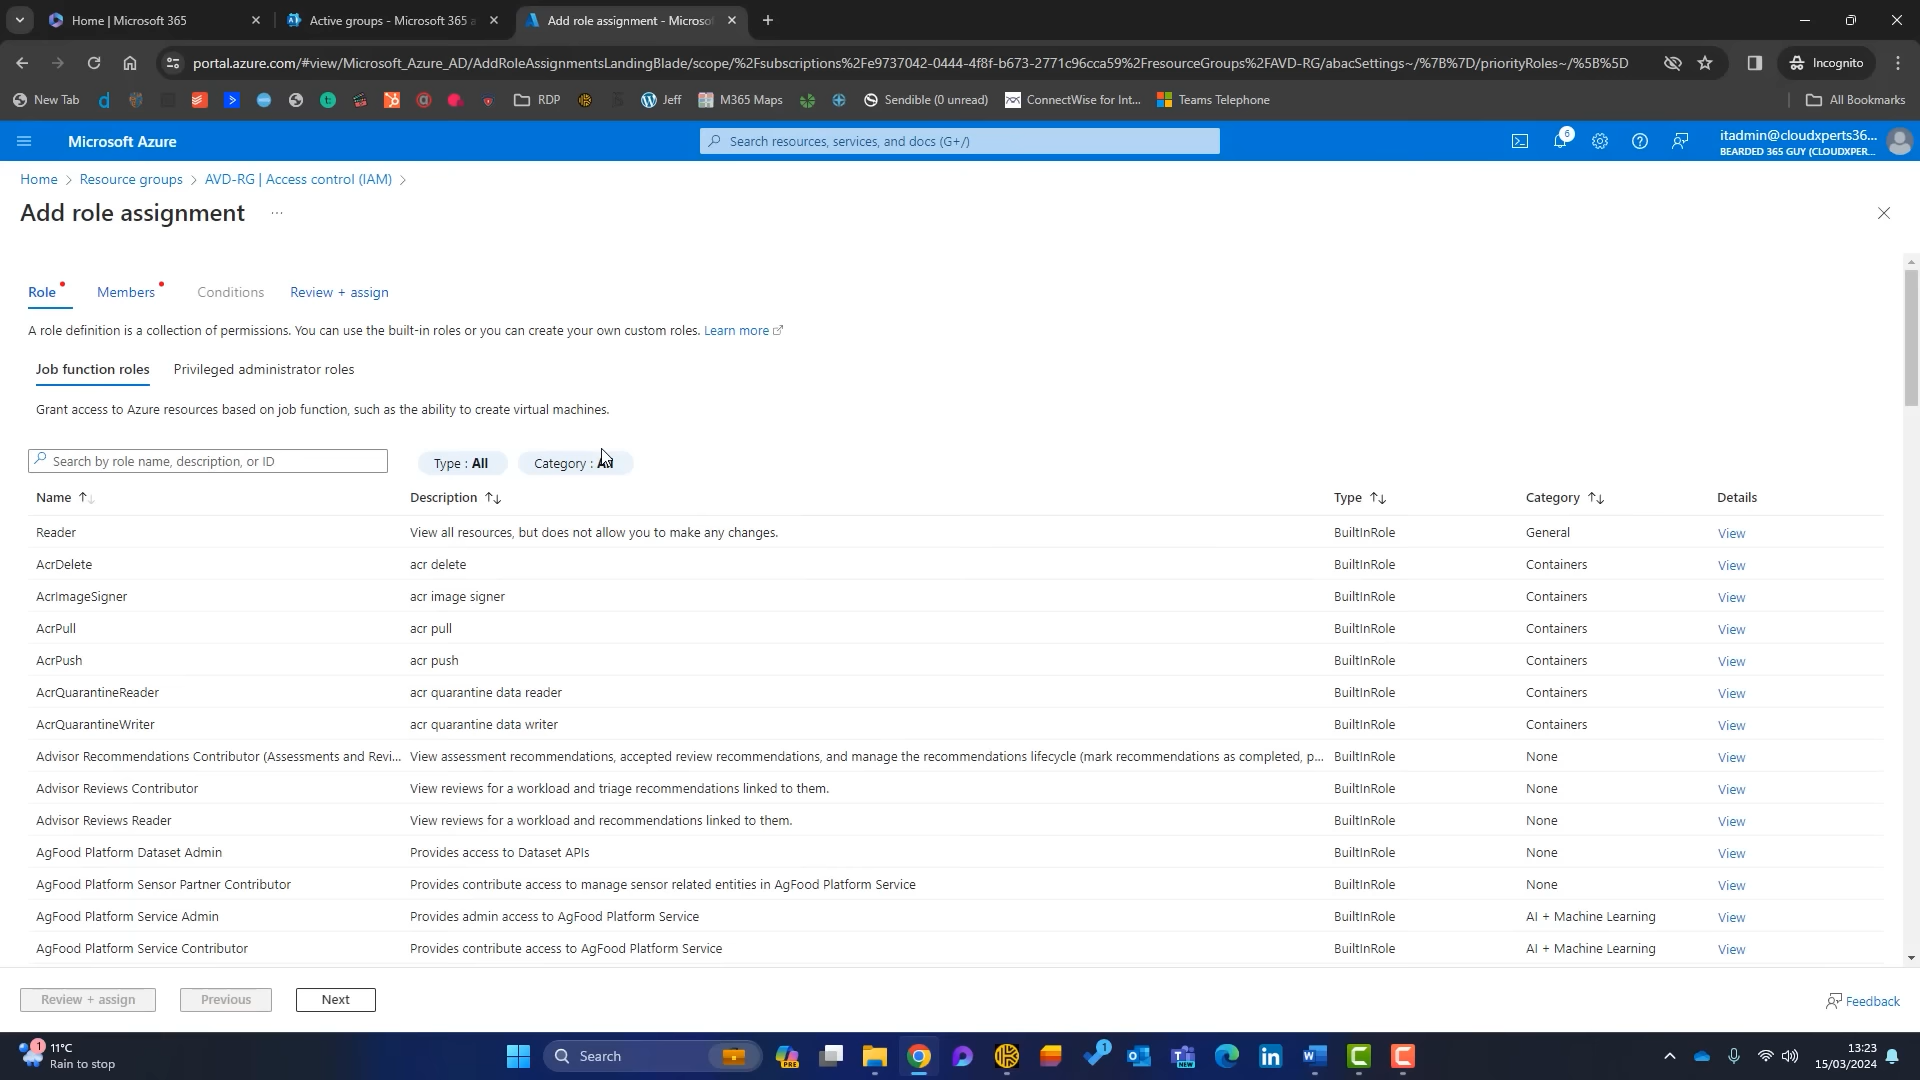 Home | Microsoft 365
Active groups - Microsoft 365 a
Add role assignment - Microso
portal.azure.com/#view/Microsoft_Azure_AD/AddRoleAssignmentsLandingBlade/scope/%2Fsubscriptions%2Fe9737042-0444-4f8f-b673-2771c96cca59%2FresourceGroups%2FAVD-RG/abacSettings~/%7B%7D/priorityRoles~/%5B%5D
Incognito
New Tab
RDP
Jeff
M365 Maps
Sendible (0 unread)
ConnectWise for Int...
Teams Telephone
All Bookmarks
Microsoft Azure
Search resources, services, and docs (G+/)
6
itadmin@cloudxperts36...
BEARDED 365 GUY (CLOUDXPER...
Home > Resource groups > AVD-RG | Access control (IAM) >
Add role assignment ...
Role Members Conditions Review + assign
A role definition is a collection of permissions. You can use the built-in roles or you can create your own custom roles. Learn more
Job function roles Privileged administrator roles
Grant access to Azure resources based on job function, such as the ability to create virtual machines.
Search by role name, description, or ID
Type : All
Category : All
Name Description Type Category Details
Reader View all resources, but does not allow you to make any changes. BuiltInRole General View
AcrDelete acr delete BuiltInRole Containers View
AcrImageSigner acr image signer BuiltInRole Containers View
AcrPull acr pull BuiltInRole Containers View
AcrPush acr push BuiltInRole Containers View
AcrQuarantineReader acr quarantine data reader BuiltInRole Containers View
AcrQuarantineWriter acr quarantine data writer BuiltInRole Containers View
Advisor Recommendations Contributor (Assessments and Revi... View assessment recommendations, accepted review recommendations, and manage the recommendations lifecycle (mark recommendations as completed, p... BuiltInRole None View
Advisor Reviews Contributor View reviews for a workload and triage recommendations linked to them. BuiltInRole None View
Advisor Reviews Reader View reviews for a workload and recommendations linked to them. BuiltInRole None View
AgFood Platform Dataset Admin Provides access to Dataset APIs BuiltInRole None View
AgFood Platform Sensor Partner Contributor Provides contribute access to manage sensor related entities in AgFood Platform Service BuiltInRole None View
AgFood Platform Service Admin Provides admin access to AgFood Platform Service BuiltInRole AI + Machine Learning View
AgFood Platform Service Contributor Provides contribute access to AgFood Platform Service BuiltInRole AI + Machine Learning View
Review + assign Previous Next
Feedback
1
11°C
Rain to stop
Search
PRE
1
NEW
13:23
15/03/2024